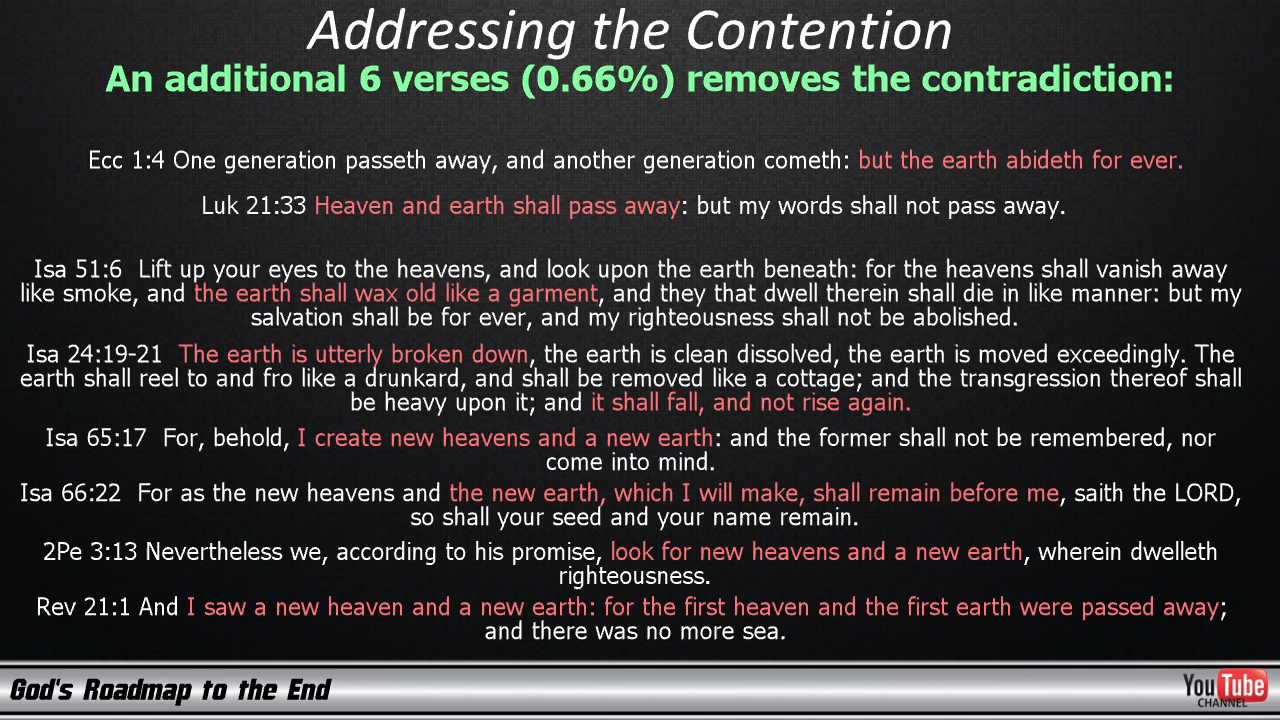 Addressing the Contention
An additional 6 verses (0.66%) removes the contradiction:
Ecc 1:4 One generation passeth away, and another generation cometh: but the earth abideth for ever.
Luk 21:33 Heaven and earth shall pass away: but my words shall not pass away.
Isa 51:6  Lift up your eyes to the heavens, and look upon the earth beneath: for the heavens shall vanish away
like smoke, and the earth shall wax old like a garment, and they that dwell therein shall die in like manner: but my
salvation shall be for ever, and my righteousness shall not be abolished.
Isa 24:19-21  The earth is utterly broken down, the earth is clean dissolved, the earth is moved exceedingly. The
earth shall reel to and fro like a drunkard, and shall be removed like a cottage; and the transgression thereof shall
be heavy upon it; and it shall fall, and not rise again.
Isa 65:17  For, behold, I create new heavens and a new earth: and the former shall not be remembered, nor
come into mind.
Isa 66:22  For as the new heavens and the new earth, which I will make, shall remain before me, saith the LORD,
so shall your seed and your name remain.
2Pe 3:13 Nevertheless we, according to his promise, look for new heavens and a new earth, wherein dwelleth
righteousness.
Rev 21:1 And I saw a new heaven and a new earth: for the first heaven and the first earth were passed away;
and there was no more sea.
God's Roadmap to the End
YouTube
CHANNEL